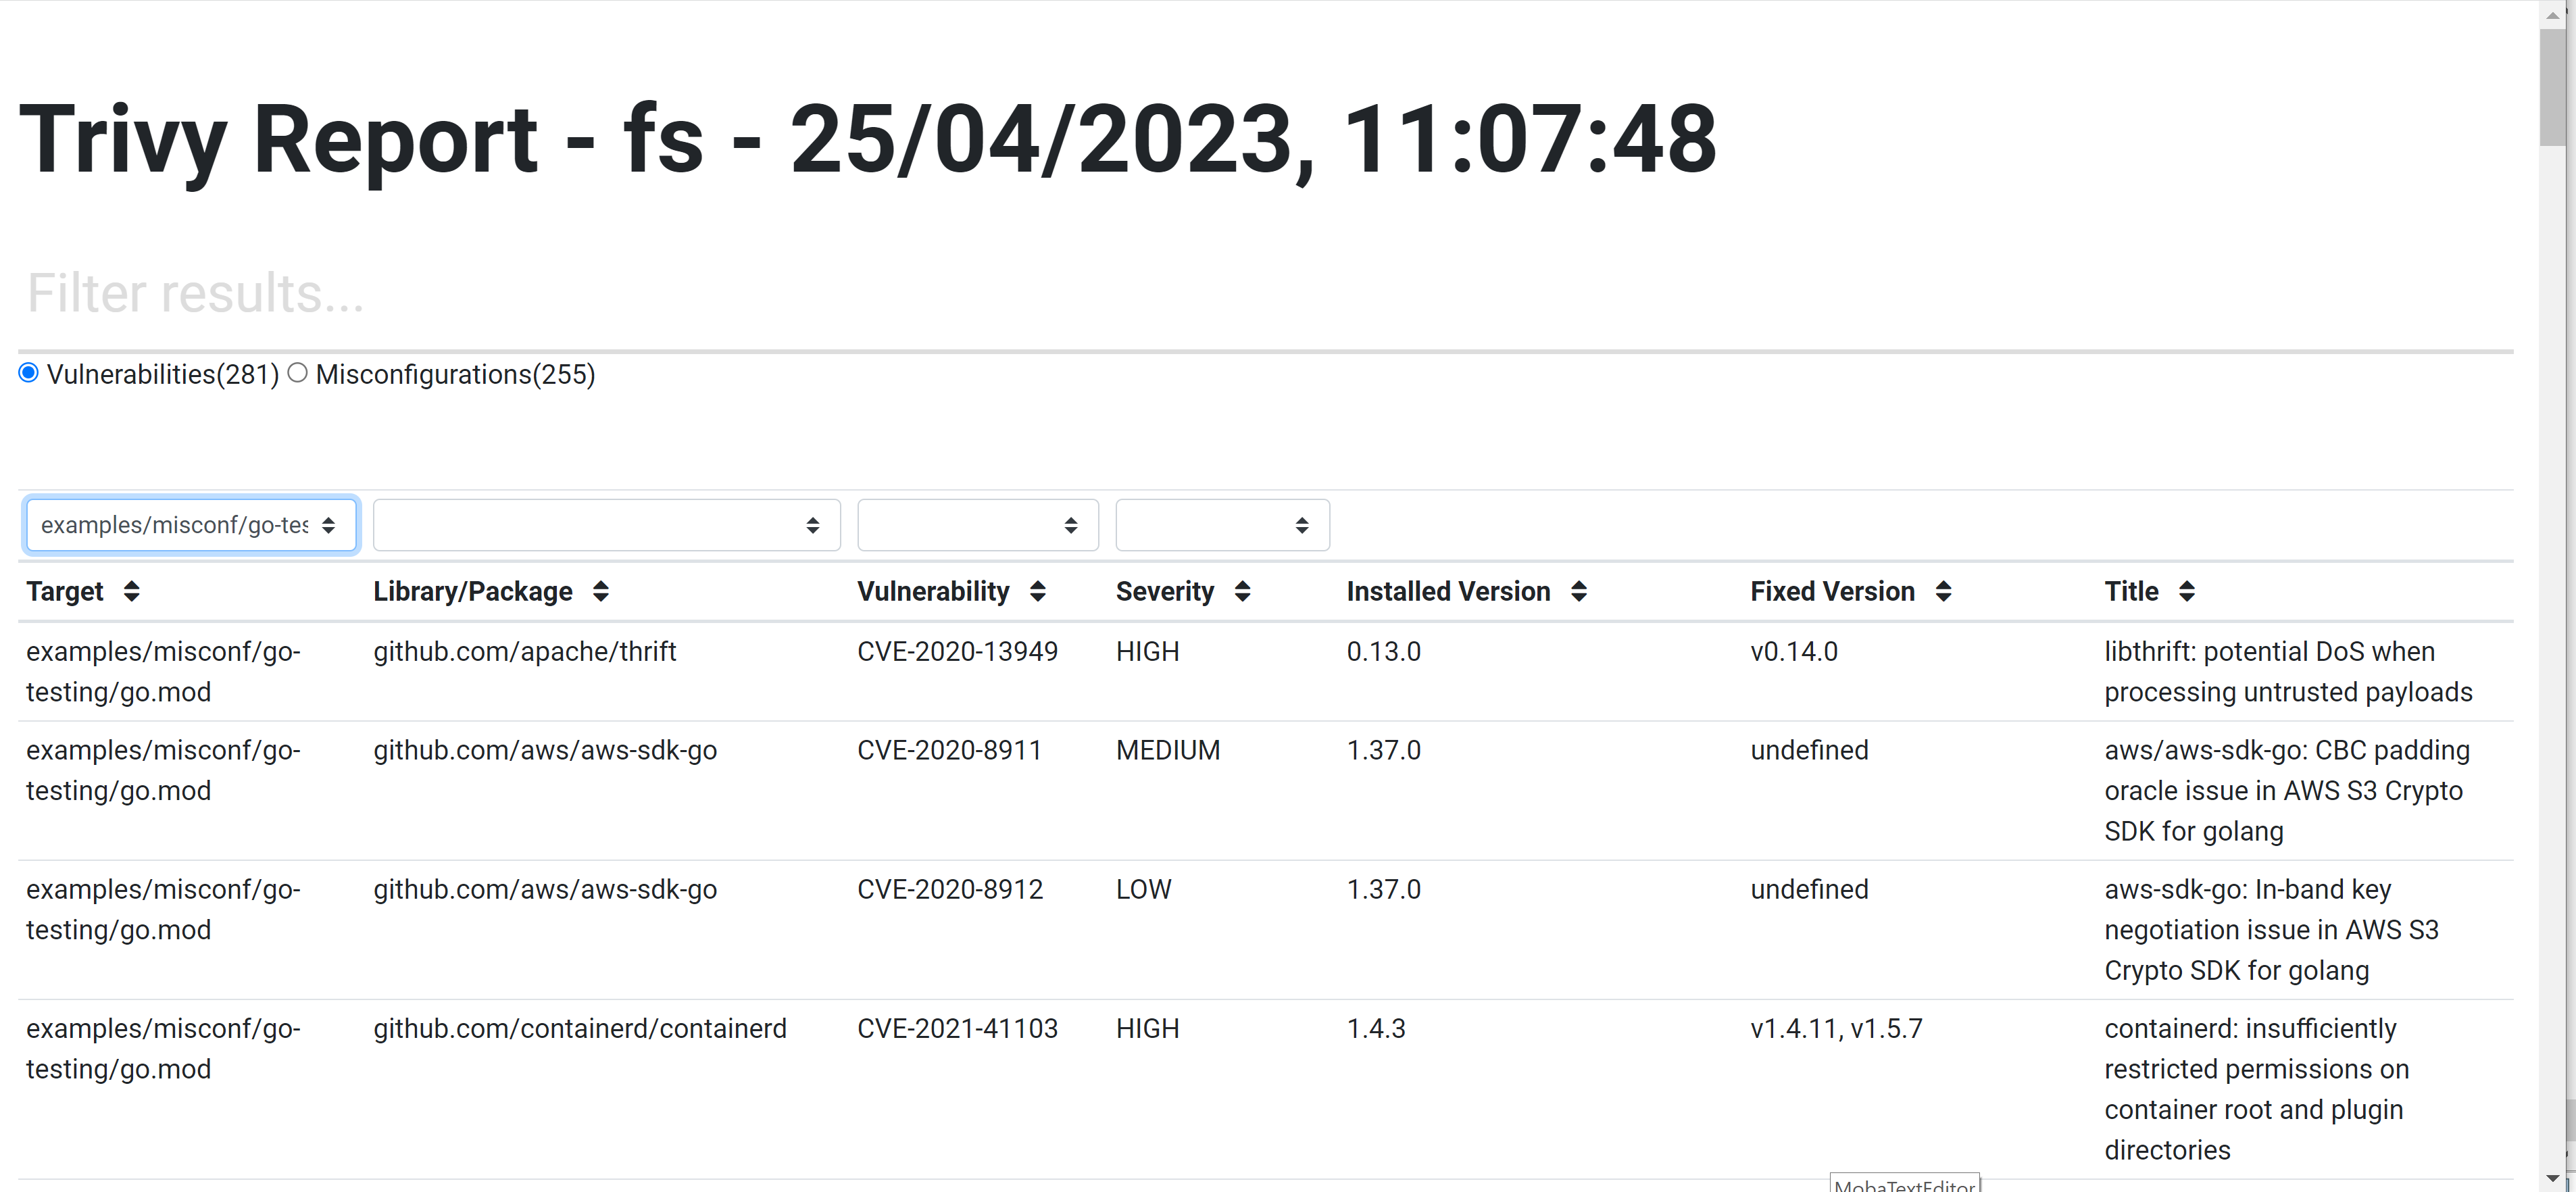 Trivy Report - fs - 25/04/2023, 11:07:48
Filter results...
Vulnerabilities(281) Misconfigurations(255)
examples/misconf/go-tes
Target Library/Package Vulnerability Severity Installed Version Fixed Version Title
examples/misconf/go- github.com/apache/thrift CVE-2020-13949 HIGH 0.13.0 v0.14.0 libthrift: potential DoS when
testing/go.mod processing untrusted payloads
examples/misconf/go- github.com/aws/aws-sdk-go CVE-2020-8911 MEDIUM 1.37.0 undefined aws/aws-sdk-go: CBC padding
testing/go.mod oracle issue in AWS S3 Crypto
SDK for golang
examples/misconf/go- github.com/aws/aws-sdk-go CVE-2020-8912 LOW 1.37.0 undefined aws-sdk-go: In-band key
testing/go.mod negotiation issue in AWS S3
Crypto SDK for golang
examples/misconf/go- github.com/containerd/containerd CVE-2021-41103 HIGH 1.4.3 v1.4.11, v1.5.7 containerd: insufficiently
testing/go.mod restricted permissions on
container root and plugin
directories
MobaTextEditor